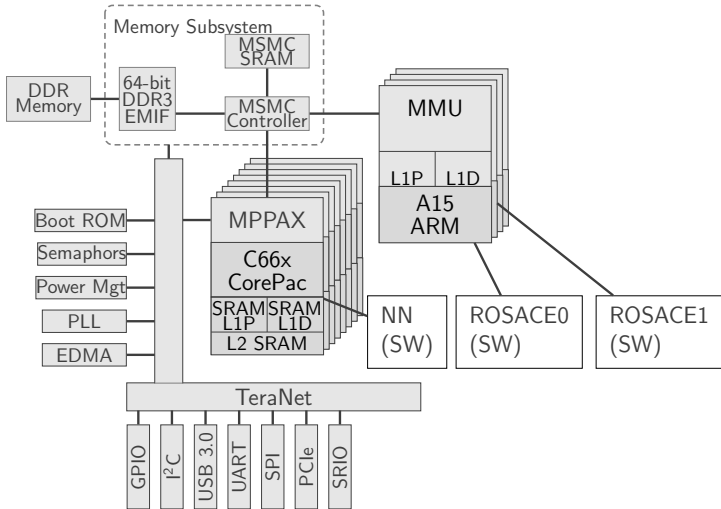 Memory Subsystem
MSMC
SRAM
64-bit
DDR3
EMIF
DDR
Memory
MSMC
Controller
MMU
L1P L1D
A15
ARM
MPPAX
C66x
CorePac
SRAM SRAM
L1P L1D
L2 SRAM
Boot ROM
Semaphors
Power Mgt
PLL
EDMA
NN
(SW)
ROSACE0
(SW)
ROSACE1
(SW)
TeraNet
GPIO
I²C
USB 3.0
UART
SPI
PCIe
SRIO